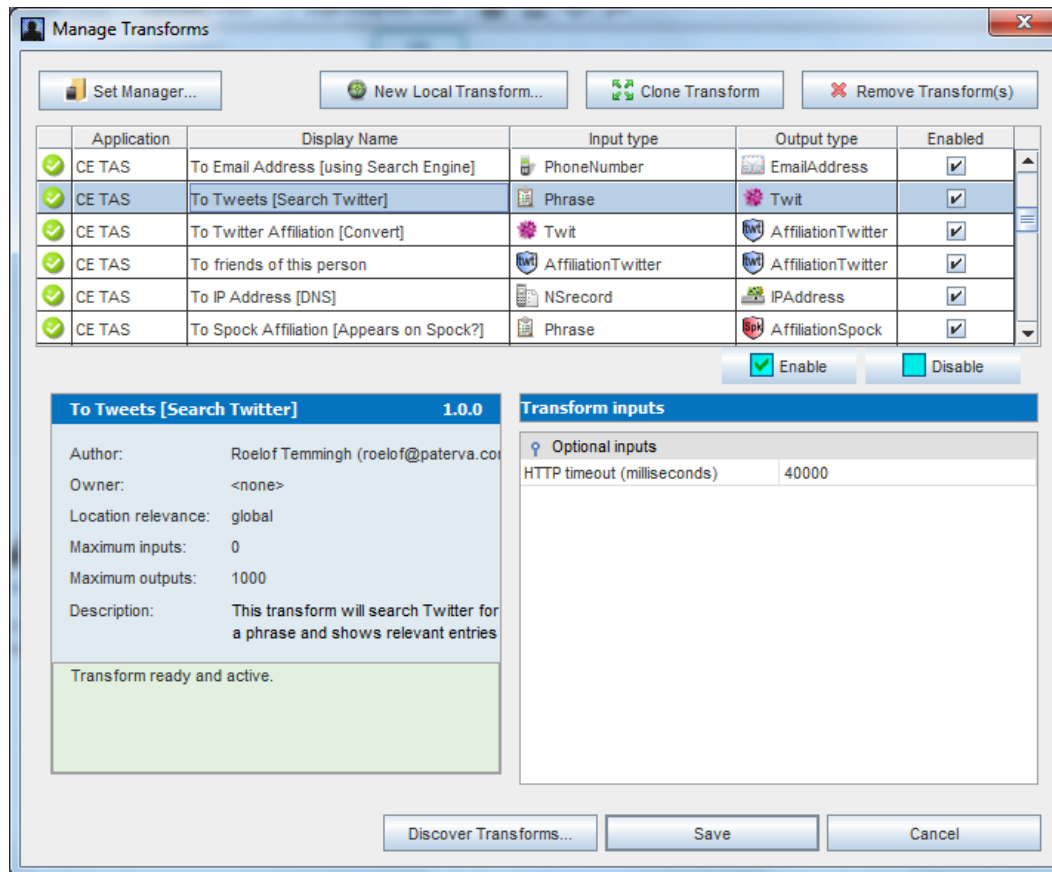 Manage Transforms
Set Manager...
New Local Transform...
Clone Transform
Remove Transform(s)
Application Display Name Input type Output type Enabled
CE TAS To Email Address [using Search Engine] PhoneNumber EmailAddress
CE TAS To Tweets [Search Twitter] Phrase Twit
CE TAS To Twitter Affiliation [Convert] Twit twt AffiliationTwitter
CE TAS To friends of this person twt AffiliationTwitter twt AffiliationTwitter
CE TAS To IP Address [DNS] NSrecord IPAddress
CE TAS To Spock Affiliation [Appears on Spock?] Phrase Spk AffiliationSpock
Enable
Disable
To Tweets [Search Twitter] 1.0.0
Author: Roelof Temmingh (roelof@paterva.co
Owner: <none>
Location relevance: global
Maximum inputs: 0
Maximum outputs: 1000
Description: This transform will search Twitter for
a phrase and shows relevant entries
Transform ready and active.
Transform inputs
Optional inputs
HTTP timeout (milliseconds) 40000
Discover Transforms...
Save
Cancel